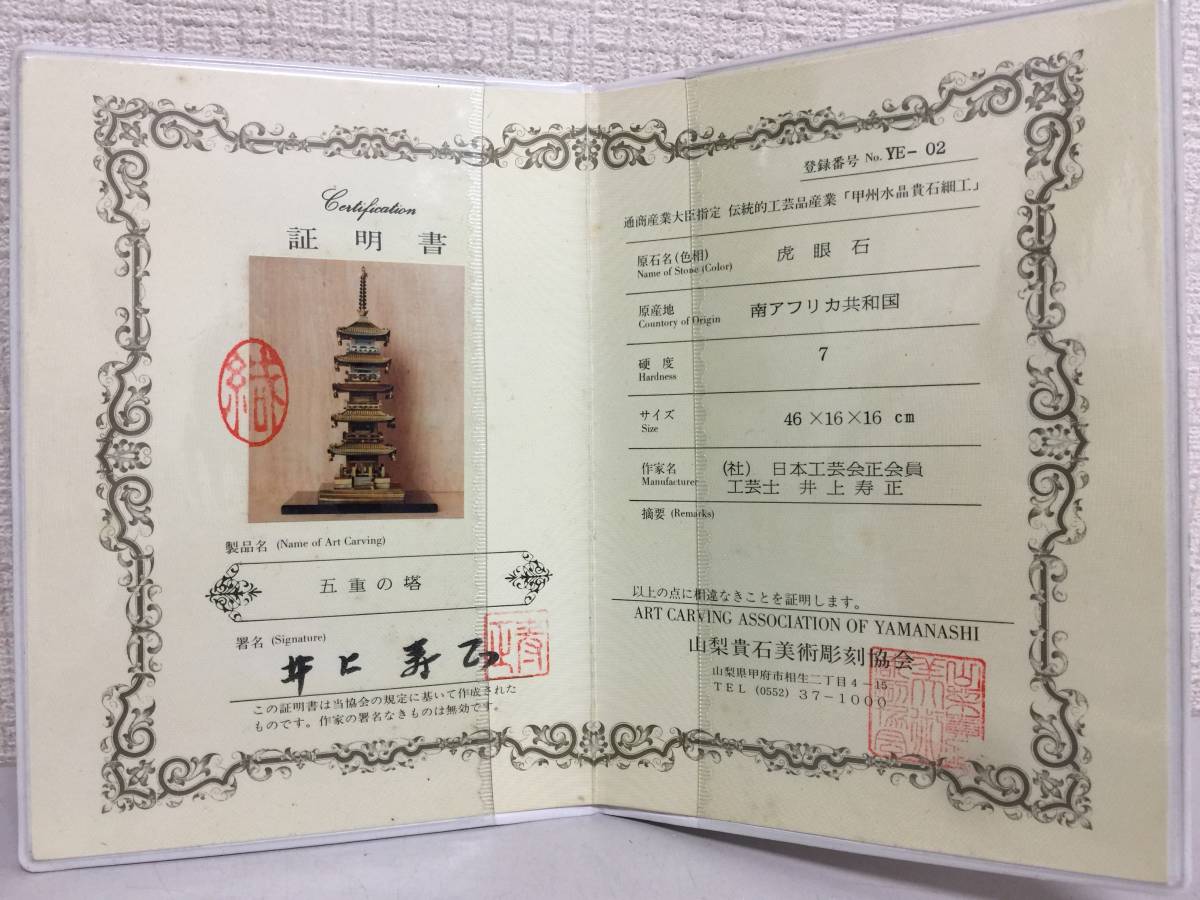 Certification
証明書
製品名 (Name of Art Carving)
五重の塔
署名 (Signature)
井上寿正
この証明書は当協会の規定に基いて作成された
ものです。作家の署名なきものは無効です。
登録番号 No. YE-02
通商産業大臣指定 伝統的工芸品産業「甲州水晶貴石細工」
原石名(色相) 虎眼石
Name of Stone (Color)
原産地 南アフリカ共和国
Countory of Origin
硬度 7
Hardness
サイズ 46×16×16 cm
Size
作家名 (社) 日本工芸会正会員
Manufacturer 工芸士 井上寿正
摘要 (Remarks)
以上の点に相違なきことを証明します。
ART CARVING ASSOCIATION OF YAMANASHI
山梨貴石美術彫刻協会
山梨県甲府市相生二丁目4-15
TEL (0552) 37-1000